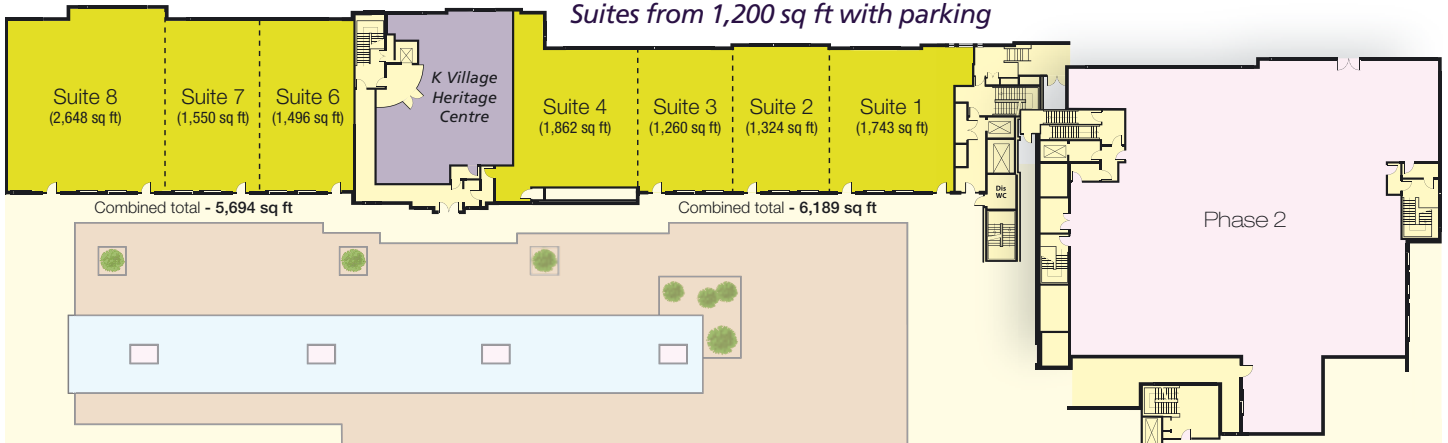 Suites from 1,200 sq ft with parking
Suite 8
(2,648 sq ft)
Suite 7
(1,550 sq ft)
Suite 6
(1,496 sq ft)
K Village
Heritage
Centre
Suite 4
(1,862 sq ft)
Suite 3
(1,260 sq ft)
Suite 2
(1,324 sq ft)
Suite 1
(1,743 sq ft)
Dis
WC
Phase 2
Combined total - 5,694 sq ft
Combined total - 6,189 sq ft